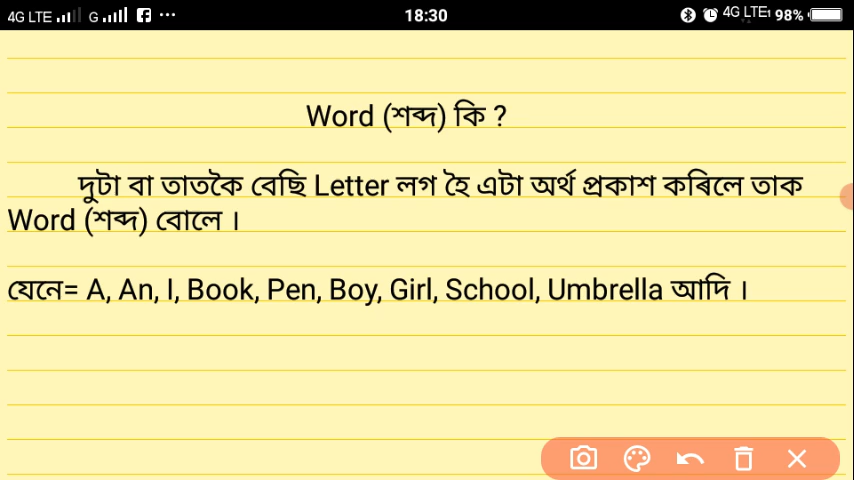 4G LTE G ... 18:30 4G LTE 98%
Word (শব্দ) কি ?
দুটা বা তাতকৈ বেছি Letter লগ হৈ এটা অৰ্থ প্ৰকাশ কৰিলে তাক
Word (শব্দ) বোলে ।
যেনে= A, An, I, Book, Pen, Boy, Girl, School, Umbrella আদি ।